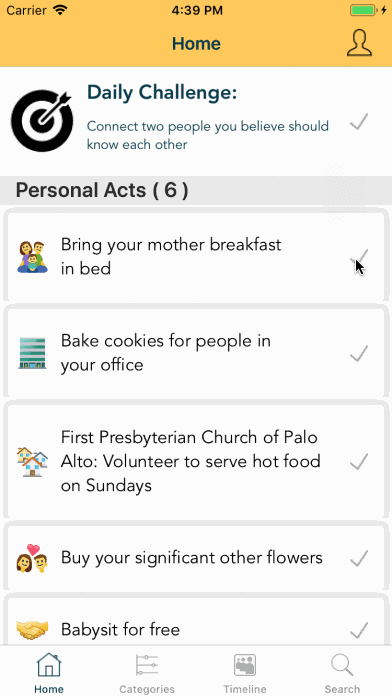 Carrier 4:39 PM
Home
Daily Challenge:
Connect two people you believe should
know each other
Personal Acts ( 6 )
Bring your mother breakfast
in bed
Bake cookies for people in
your office
First Presbyterian Church of Palo
Alto: Volunteer to serve hot food
on Sundays
Buy your significant other flowers
Babysit for free
Home Categories Timeline Search